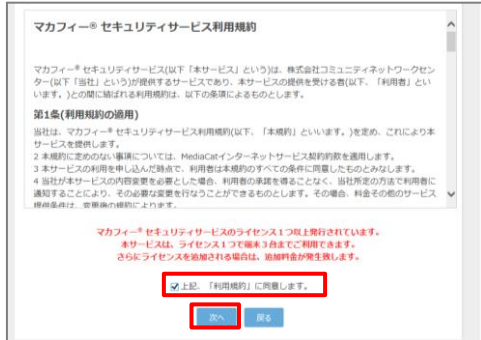 マカフィー® セキュリティサービス利用規約
マカフィー® セキュリティサービス(以下「本サービス」という)は、株式会社コミュニティネットワークセン
ター(以下「当社」という)が提供するサービスであり、本サービスの提供を受ける者(以下、「利用者」とい
います。)との間に結ばれる利用規約は、以下の条項によるものとします。
第1条(利用規約の適用)
当社は、マカフィー® セキュリティサービス利用規約(以下、「本規約」といいます。)を定め、これにより本
サービスを提供します。
2 本規約に定めのない事項については、MediaCatインターネットサービス契約約款を適用します。
3 本サービスの利用を申し込んだ時点で、利用者は本規約のすべての条件に同意したものとみなします。
4 当社が本サービスの内容変更を必要とした場合、利用者の承諾を得ることなく、当社所定の方法で利用者に
通知することにより、その必要な変更を行なうことができるものとします。その場合、料金その他のサービス
提供条件は、変更後の規約によります。
マカフィー® セキュリティサービスのライセンス1つ以上発行されています。
本サービスは、ライセンス1つで端末3台までご利用できます。
さらにライセンスを追加される場合は、追加料金が発生致します。
上記、「利用規約」に同意します。
次へ 戻る